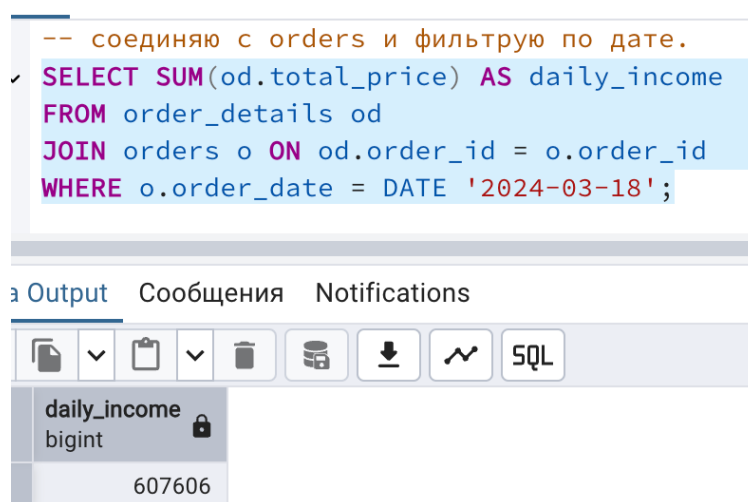 -- соединяю с orders и фильтрую по дате.
SELECT SUM(od.total_price) AS daily_income
FROM order_details od
JOIN orders o ON od.order_id = o.order_id
WHERE o.order_date = DATE '2024-03-18';
a Output Сообщения Notifications
SQL
daily_income
bigint
607606